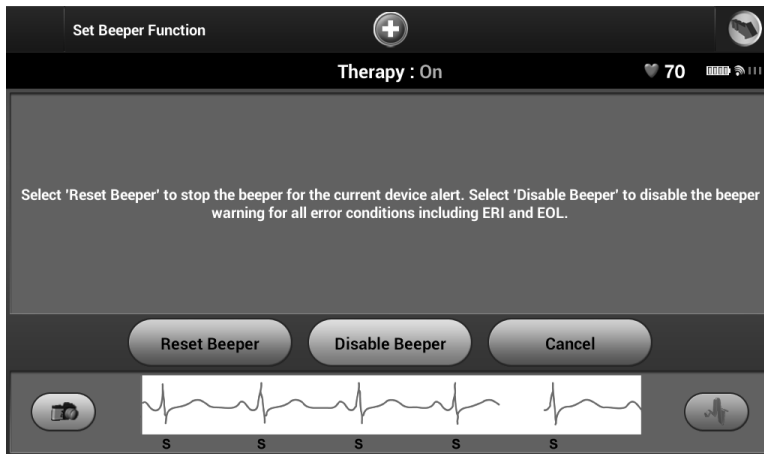 Set Beeper Function
Therapy : On
70
Select 'Reset Beeper' to stop the beeper for the current device alert. Select 'Disable Beeper' to disable the beeper
warning for all error conditions including ERI and EOL.
Reset Beeper
Disable Beeper
Cancel
S S S S S